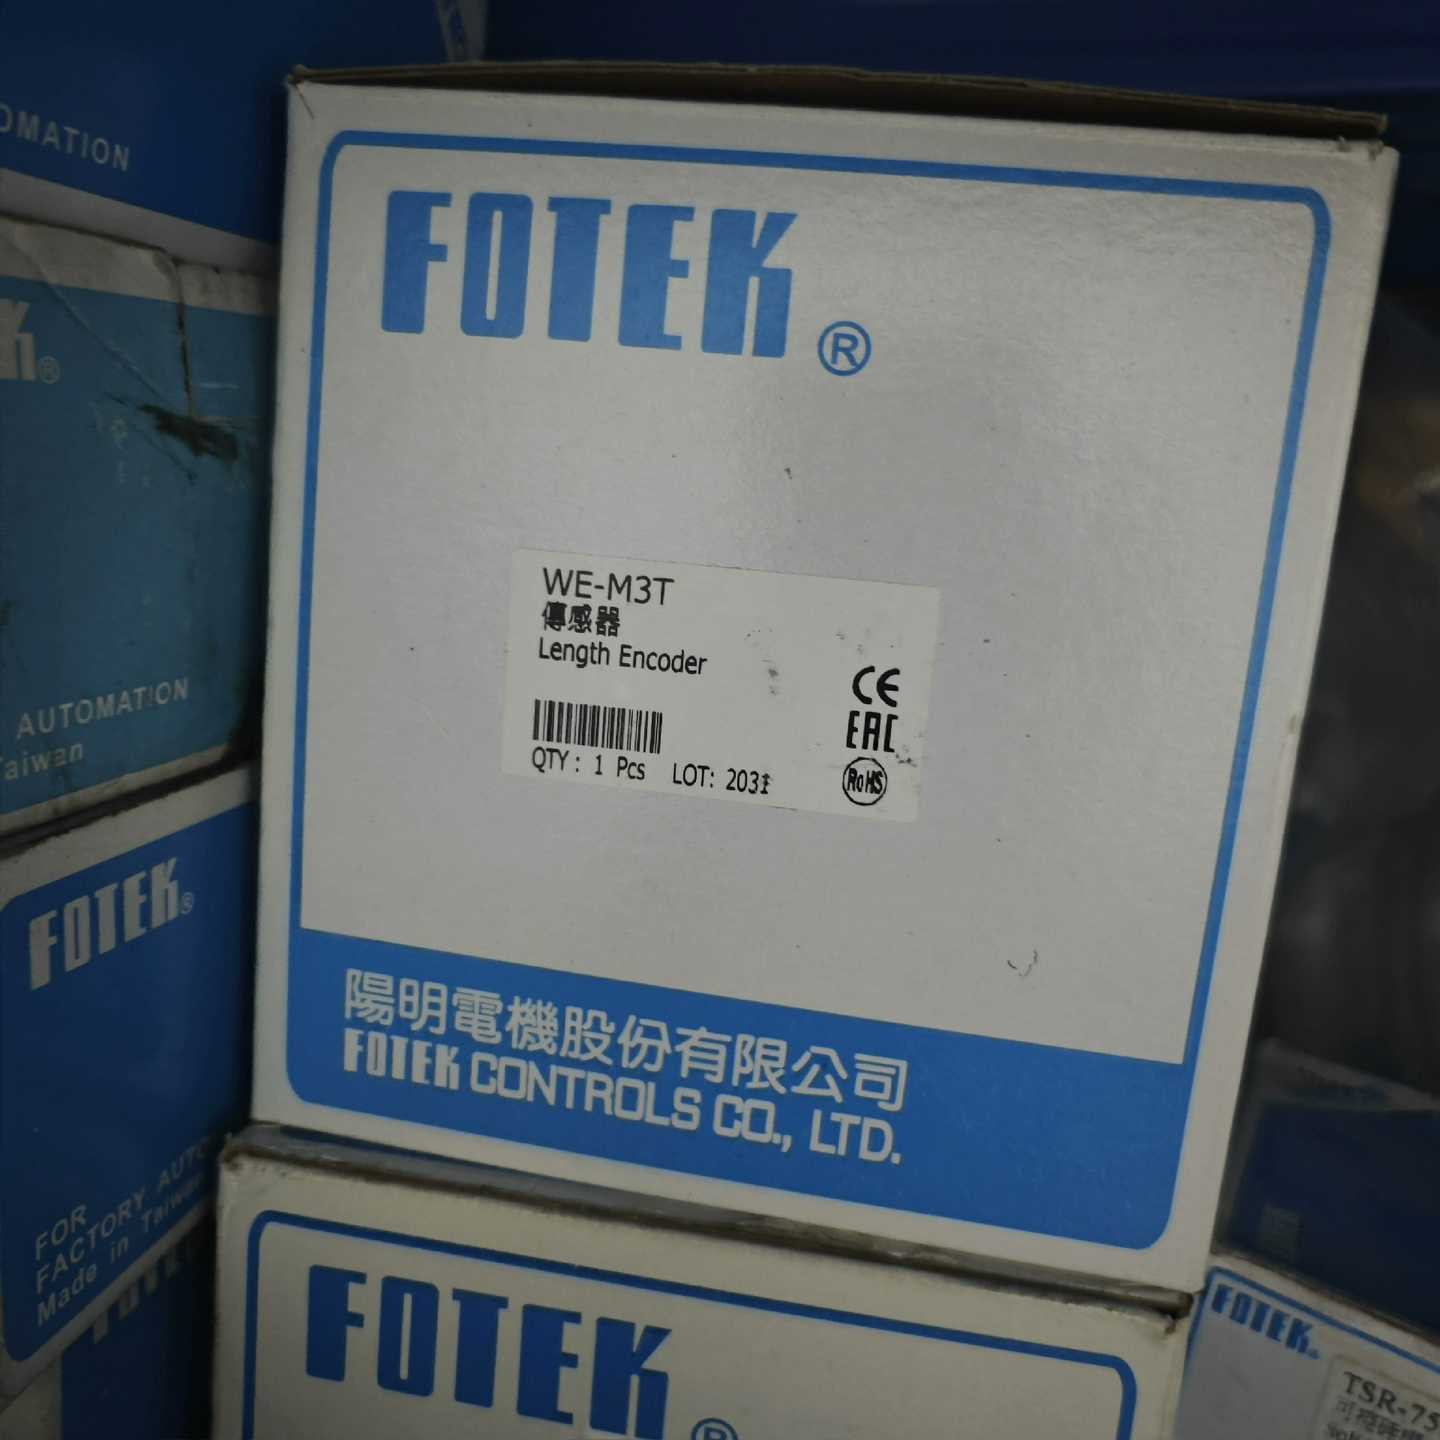 FOTEK®
WE-M3T
傳感器
Length Encoder
QTY: 1 Pcs LOT: 2031
CE
EAC
RoHS
陽明電機股份有限公司
FOTEK CONTROLS CO., LTD.
FOTEK®
AUTOMATION
FOTEK®
FOR
FACTORY AUTO
Made in Taiwan
FOTEK
TSR-75